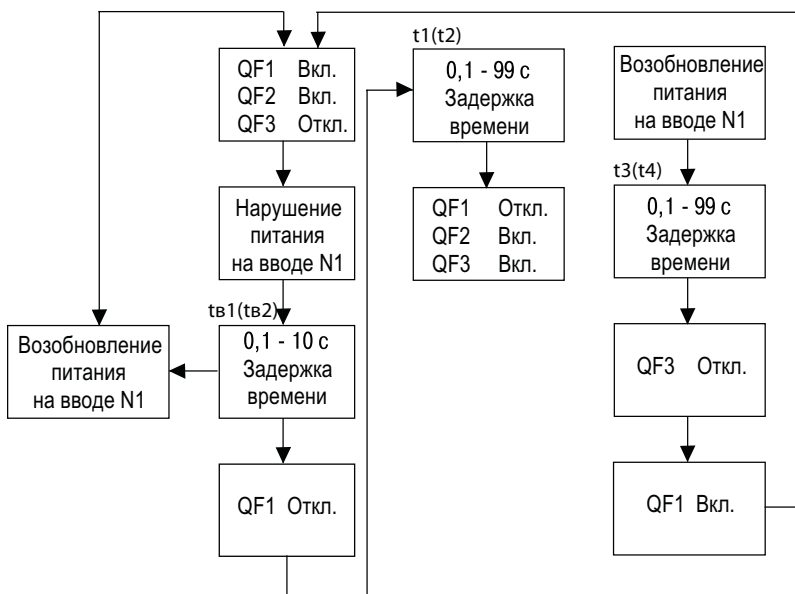 QF1 Вкл.
QF2 Вкл.
QF3 Откл.
Нарушение
питания
на вводе N1
tв1(tв2)
0,1 - 10 с
Задержка
времени
Возобновление
питания
на вводе N1
QF1 Откл.
t1(t2)
0,1 - 99 с
Задержка
времени
QF1 Откл.
QF2 Вкл.
QF3 Вкл.
Возобновление
питания
на вводе N1
t3(t4)
0,1 - 99 с
Задержка
времени
QF3 Откл.
QF1 Вкл.